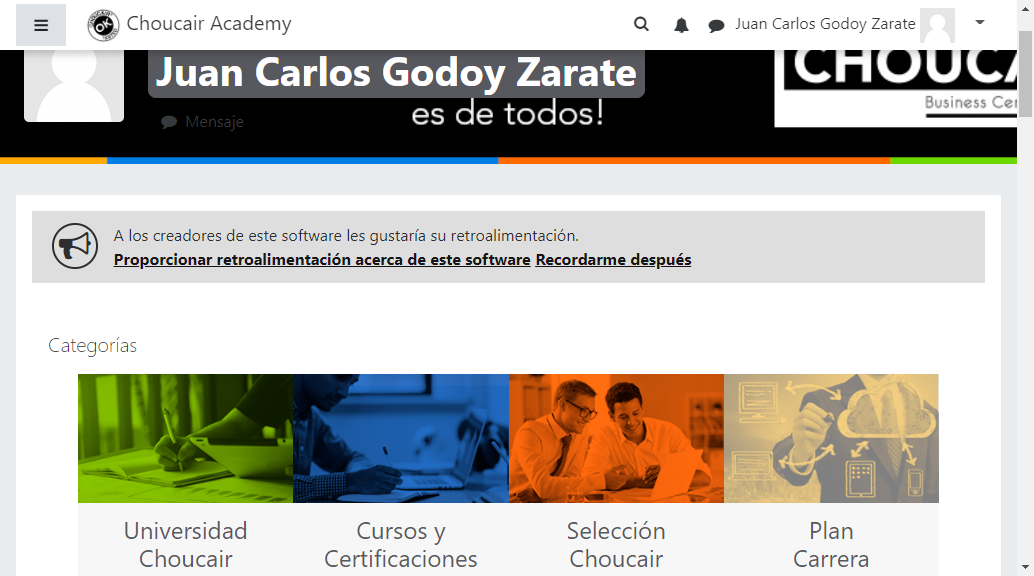 Choucair Academy
Juan Carlos Godoy Zarate
Juan Carlos Godoy Zarate
Mensaje
es de todos!
CHOUCA
Business Cen
A los creadores de este software les gustaría su retroalimentación.
Proporcionar retroalimentación acerca de este software Recordarme después
Categorías
Universidad
Choucair
Cursos y
Certificaciones
Selección
Choucair
Plan
Carrera